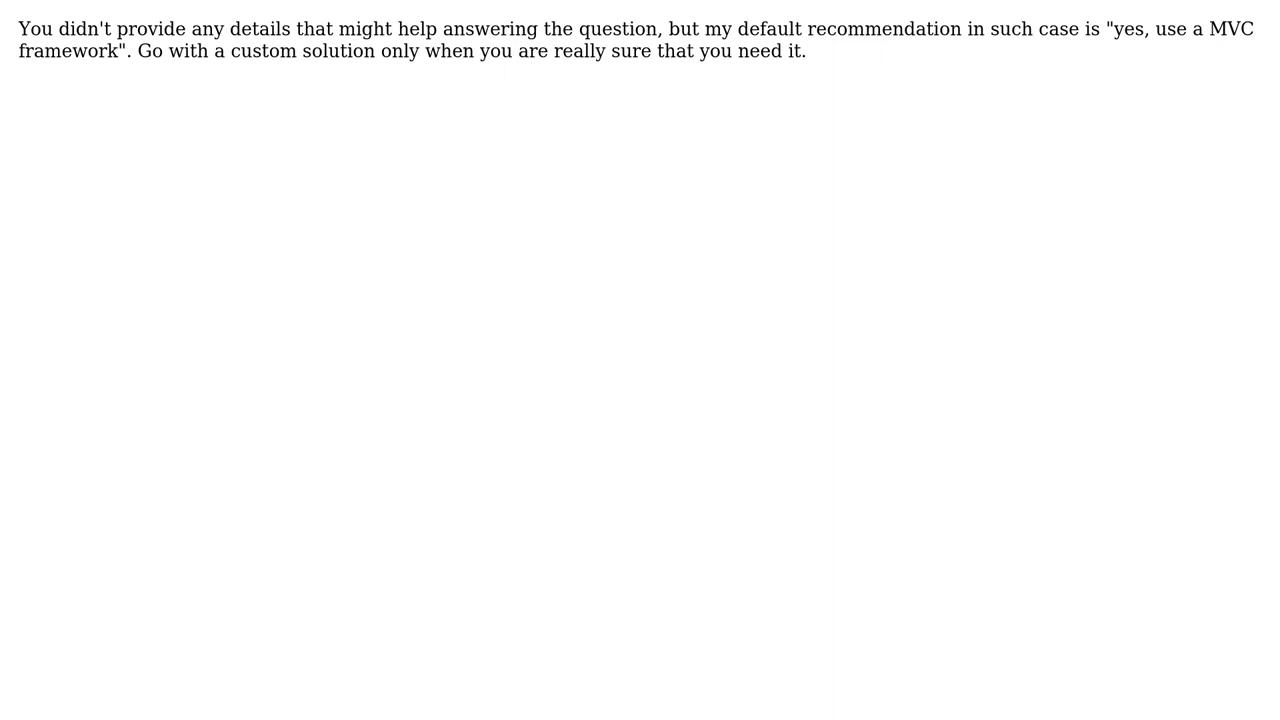 You didn't provide any details that might help answering the question, but my default recommendation in such case is "yes, use a MVC
framework". Go with a custom solution only when you are really sure that you need it.